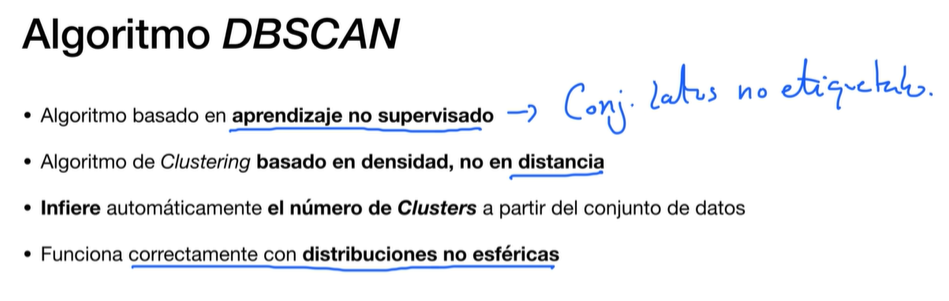 Algoritmo DBSCAN
• Algoritmo basado en aprendizaje no supervisado → Conj. datos no etiquetado.
• Algoritmo de Clustering basado en densidad, no en distancia
• Infiere automáticamente el número de Clusters a partir del conjunto de datos
• Funciona correctamente con distribuciones no esféricas